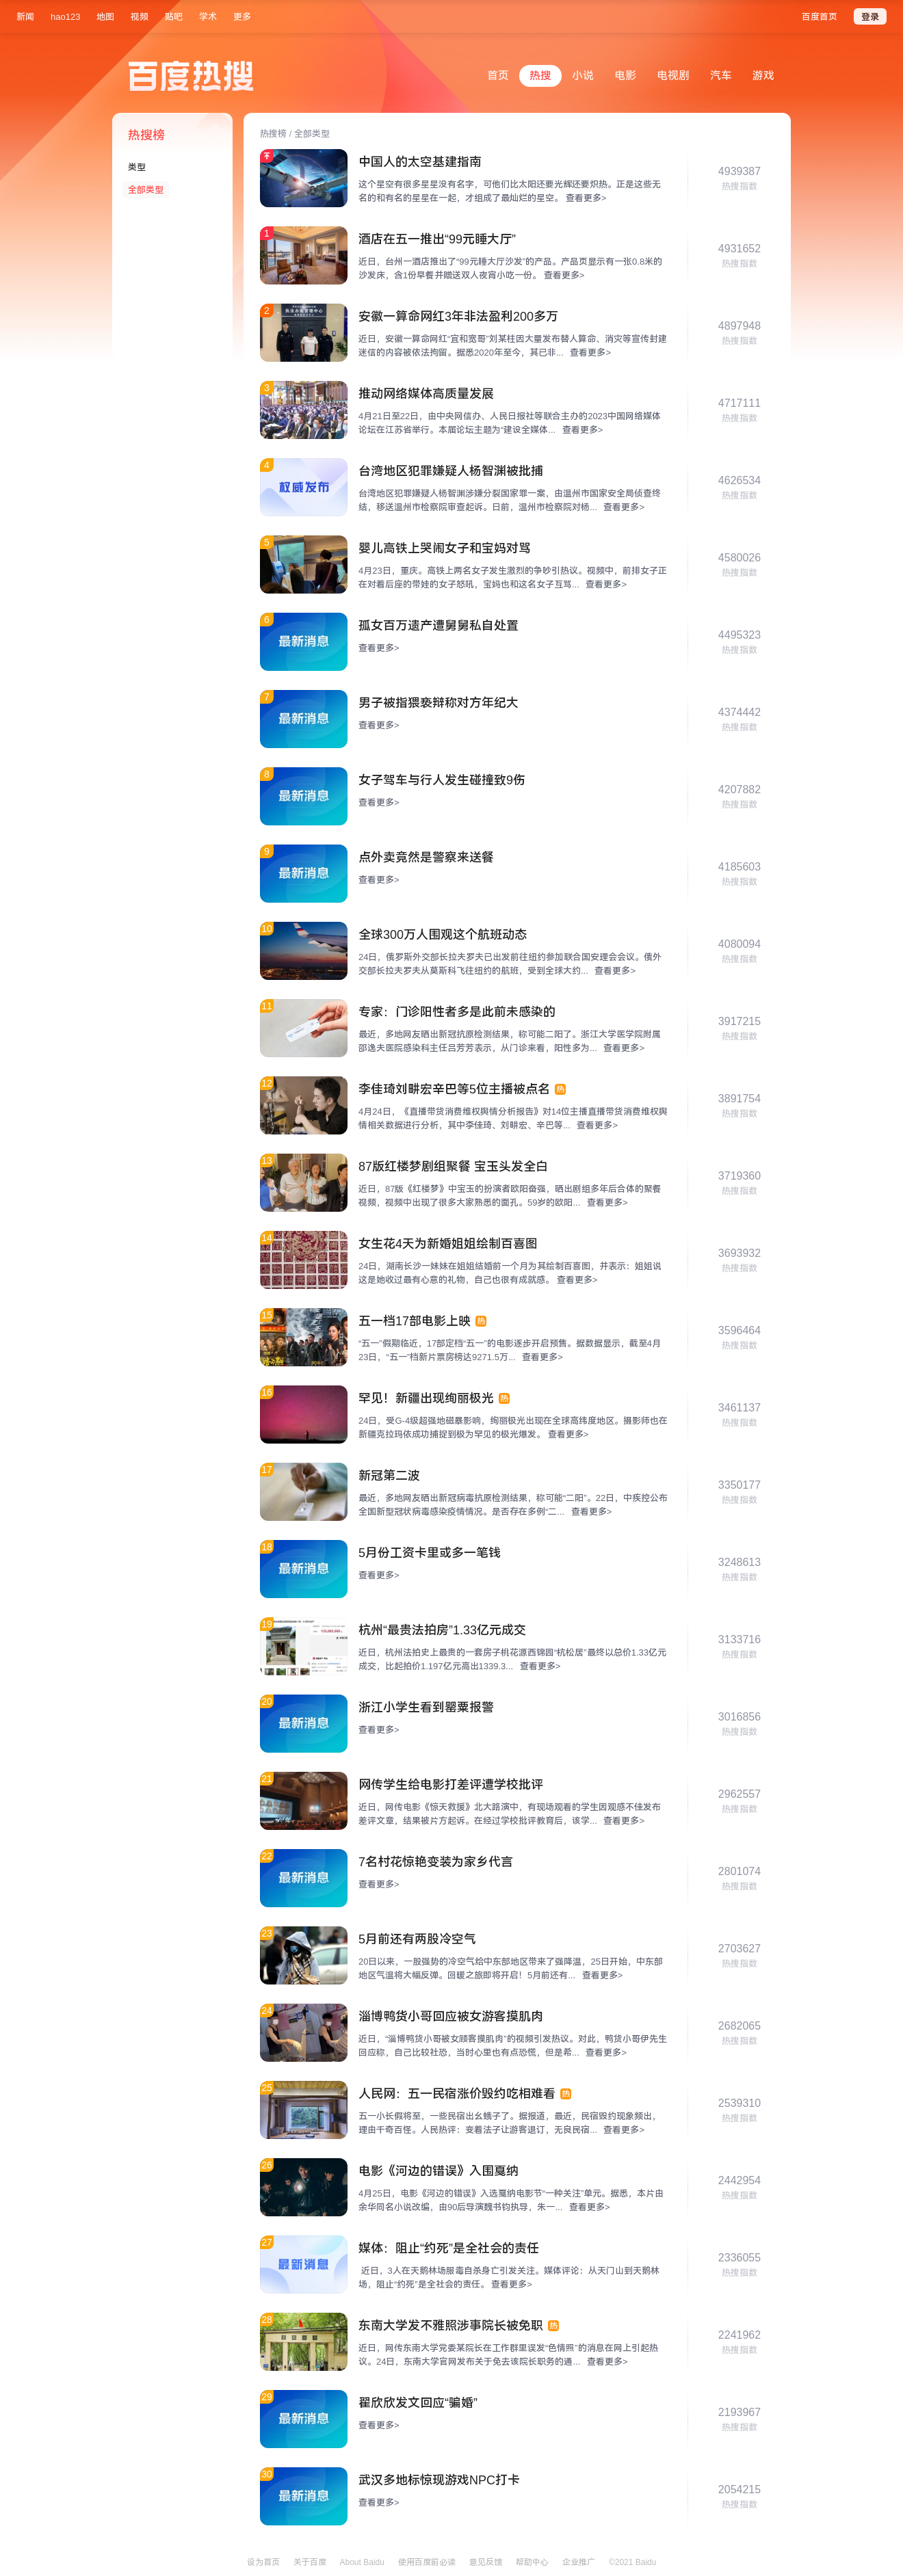 新闻 hao123 地图 视频 贴吧 学术 更多 百度首页 登录
百度热搜
首页 热搜 小说 电影 电视剧 汽车 游戏
热搜榜
类型
全部类型
热搜榜 / 全部类型
中国人的太空基建指南
这个星空有很多星星没有名字，可他们比太阳还要光辉还要炽热。正是这些无
名的和有名的星星在一起，才组成了最灿烂的星空。 查看更多>
4939387
热搜指数
1
酒店在五一推出“99元睡大厅”
近日，台州一酒店推出了“99元睡大厅沙发”的产品。产品页显示有一张0.8米的
沙发床，含1份早餐并赠送双人夜宵小吃一份。 查看更多>
4931652
热搜指数
2
安徽一算命网红3年非法盈利200多万
近日，安徽一算命网红“宣和宽哥”刘某柱因大量发布替人算命、消灾等宣传封建
迷信的内容被依法拘留。据悉2020年至今，其已非... 查看更多>
4897948
热搜指数
3
推动网络媒体高质量发展
4月21日至22日，由中央网信办、人民日报社等联合主办的2023中国网络媒体
论坛在江苏省举行。本届论坛主题为“建设全媒体... 查看更多>
4717111
热搜指数
4
权威发布
台湾地区犯罪嫌疑人杨智渊被批捕
台湾地区犯罪嫌疑人杨智渊涉嫌分裂国家罪一案，由温州市国家安全局侦查终
结，移送温州市检察院审查起诉。日前，温州市检察院对杨... 查看更多>
4626534
热搜指数
5
婴儿高铁上哭闹女子和宝妈对骂
4月23日，重庆。高铁上两名女子发生激烈的争吵引热议。视频中，前排女子正
在对着后座的带娃的女子怒吼，宝妈也和这名女子互骂... 查看更多>
4580026
热搜指数
6
最新消息
孤女百万遗产遭舅舅私自处置
查看更多>
4495323
热搜指数
7
最新消息
男子被指猥亵辩称对方年纪大
查看更多>
4374442
热搜指数
8
最新消息
女子驾车与行人发生碰撞致9伤
查看更多>
4207882
热搜指数
9
最新消息
点外卖竟然是警察来送餐
查看更多>
4185603
热搜指数
10
全球300万人围观这个航班动态
24日，俄罗斯外交部长拉夫罗夫已出发前往纽约参加联合国安理会会议。俄外
交部长拉夫罗夫从莫斯科飞往纽约的航班，受到全球大约... 查看更多>
4080094
热搜指数
11
专家：门诊阳性者多是此前未感染的
最近，多地网友晒出新冠抗原检测结果，称可能二阳了。浙江大学医学院附属
邵逸夫医院感染科主任吕芳芳表示，从门诊来看，阳性多为... 查看更多>
3917215
热搜指数
12
李佳琦刘畊宏辛巴等5位主播被点名 热
4月24日，《直播带货消费维权舆情分析报告》对14位主播直播带货消费维权舆
情相关数据进行分析，其中李佳琦、刘畊宏、辛巴等... 查看更多>
3891754
热搜指数
13
87版红楼梦剧组聚餐 宝玉头发全白
近日，87版《红楼梦》中宝玉的扮演者欧阳奋强，晒出剧组多年后合体的聚餐
视频，视频中出现了很多大家熟悉的面孔。59岁的欧阳... 查看更多>
3719360
热搜指数
14
女生花4天为新婚姐姐绘制百喜图
24日，湖南长沙一妹妹在姐姐结婚前一个月为其绘制百喜图，并表示：姐姐说
这是她收过最有心意的礼物，自己也很有成就感。 查看更多>
3693932
热搜指数
15
五一档17部电影上映 热
“五一”假期临近，17部定档“五一”的电影逐步开启预售。据数据显示，截至4月
23日，“五一”档新片票房榜达9271.5万... 查看更多>
3596464
热搜指数
16
罕见！新疆出现绚丽极光 热
24日，受G-4级超强地磁暴影响，绚丽极光出现在全球高纬度地区。摄影师也在
新疆克拉玛依成功捕捉到极为罕见的极光爆发。 查看更多>
3461137
热搜指数
17
新冠第二波
最近，多地网友晒出新冠病毒抗原检测结果，称可能“二阳”。22日，中疾控公布
全国新型冠状病毒感染疫情情况。是否存在多例“二... 查看更多>
3350177
热搜指数
18
最新消息
5月份工资卡里或多一笔钱
查看更多>
3248613
热搜指数
19
杭州“最贵法拍房”1.33亿元成交
近日，杭州法拍史上最贵的一套房子桃花源西锦园“杭松居”最终以总价1.33亿元
成交，比起拍价1.197亿元高出1339.3... 查看更多>
3133716
热搜指数
20
最新消息
浙江小学生看到罂粟报警
查看更多>
3016856
热搜指数
21
网传学生给电影打差评遭学校批评
近日，网传电影《惊天救援》北大路演中，有现场观看的学生因观感不佳发布
差评文章，结果被片方起诉。在经过学校批评教育后，该学... 查看更多>
2962557
热搜指数
22
最新消息
7名村花惊艳变装为家乡代言
查看更多>
2801074
热搜指数
23
5月前还有两股冷空气
20日以来，一股强势的冷空气给中东部地区带来了强降温，25日开始，中东部
地区气温将大幅反弹。回暖之旅即将开启！5月前还有... 查看更多>
2703627
热搜指数
24
淄博鸭货小哥回应被女游客摸肌肉
近日，“淄博鸭货小哥被女顾客摸肌肉”的视频引发热议。对此，鸭货小哥伊先生
回应称，自己比较社恐，当时心里也有点恐慌，但是希... 查看更多>
2682065
热搜指数
25
人民网：五一民宿涨价毁约吃相难看 热
五一小长假将至，一些民宿出幺蛾子了。据报道，最近，民宿毁约现象频出，
理由千奇百怪。人民热评：变着法子让游客退订，无良民宿... 查看更多>
2539310
热搜指数
26
电影《河边的错误》入围戛纳
4月25日，电影《河边的错误》入选戛纳电影节“一种关注”单元。据悉，本片由
余华同名小说改编，由90后导演魏书钧执导，朱一... 查看更多>
2442954
热搜指数
27
最新消息
媒体：阻止“约死”是全社会的责任
近日，3人在天鹅林场服毒自杀身亡引发关注。媒体评论：从天门山到天鹅林
场，阻止“约死”是全社会的责任。 查看更多>
2336055
热搜指数
28
东南大学发不雅照涉事院长被免职 热
近日，网传东南大学党委某院长在工作群里误发“色情照”的消息在网上引起热
议。24日，东南大学官网发布关于免去该院长职务的通... 查看更多>
2241962
热搜指数
29
最新消息
翟欣欣发文回应“骗婚”
查看更多>
2193967
热搜指数
30
最新消息
武汉多地标惊现游戏NPC打卡
查看更多>
2054215
热搜指数
设为首页 关于百度 About Baidu 使用百度前必读 意见反馈 帮助中心 企业推广 ©2021 Baidu